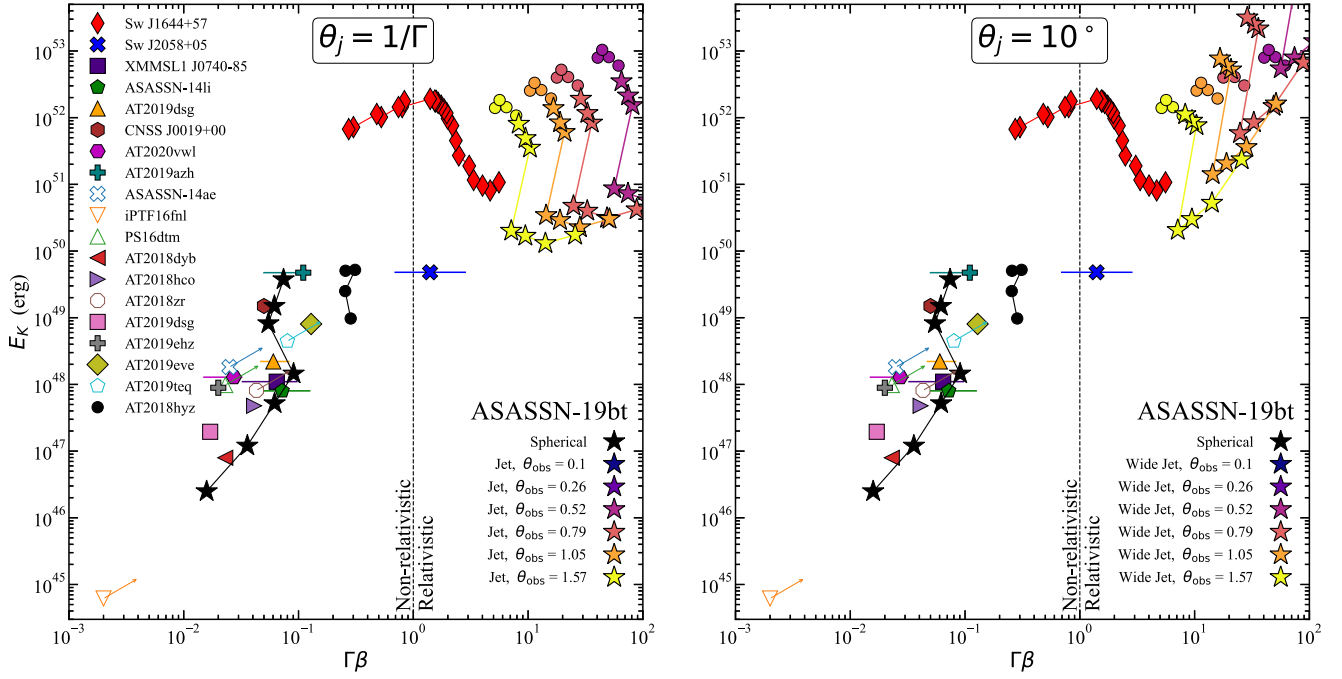 θj = 1/Γ
Sw J1644+57
Sw J2058+05
XMMSL1 J0740-85
ASASSN-14li
AT2019dsg
CNSS J0019+00
AT2020vwl
AT2019azh
ASASSN-14ae
iPTF16fnl
PS16dtm
AT2018dyb
AT2018hco
AT2018zr
AT2019dsg
AT2019ehz
AT2019eve
AT2019teq
AT2018hyz
ASASSN-19bt
Spherical
Jet, θobs = 0.1
Jet, θobs = 0.26
Jet, θobs = 0.52
Jet, θobs = 0.79
Jet, θobs = 1.05
Jet, θobs = 1.57
Non-relativistic
Relativistic
EK (erg)
10^53
10^52
10^51
10^50
10^49
10^48
10^47
10^46
10^45
10^−3
10^−2
10^−1
10^0
10^1
10^2
Γβ
θj = 10°
ASASSN-19bt
Spherical
Wide Jet, θobs = 0.1
Wide Jet, θobs = 0.26
Wide Jet, θobs = 0.52
Wide Jet, θobs = 0.79
Wide Jet, θobs = 1.05
Wide Jet, θobs = 1.57
Non-relativistic
Relativistic
EK (erg)
10^53
10^52
10^51
10^50
10^49
10^48
10^47
10^46
10^45
10^−3
10^−2
10^−1
10^0
10^1
10^2
Γβ